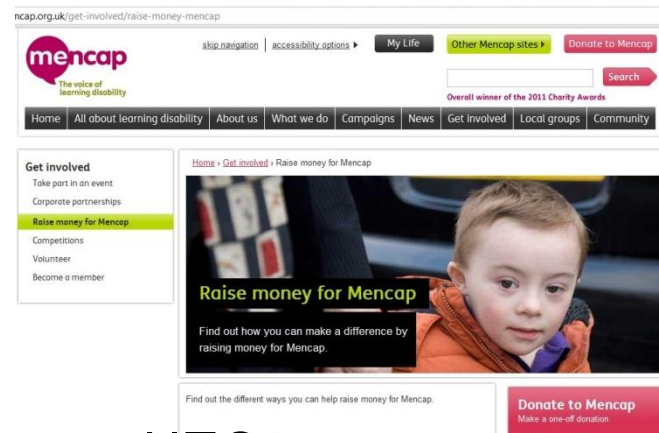 ncap.org.uk/get-involved/raise-money-mencap
skip navigation | accessibility options
My Life
Other Mencap sites
Donate to Mencap
mencap
The voice of
learning disability
Search
Overall winner of the 2011 Charity Awards
Home
All about learning disability
About us
What we do
Campaigns
News
Get involved
Local groups
Community
Get involved
Take part in an event
Corporate partnerships
Raise money for Mencap
Competitions
Volunteer
Become a member
Home › Get involved › Raise money for Mencap
Raise money for Mencap
Find out how you can make a difference by
raising money for Mencap.
Find out the different ways you can help raise money for Mencap.
Donate to Mencap
Make a one-off donation.